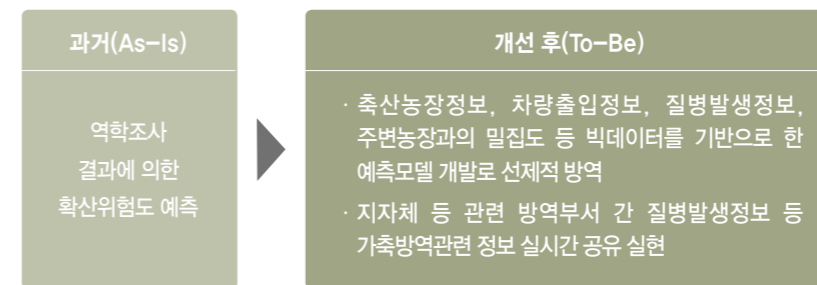 과거(As-Is)
역학조사
결과에 의한
확산위험도 예측
개선 후(To-Be)
· 축산농장정보, 차량출입정보, 질병발생정보,
주변농장과의 밀집도 등 빅데이터를 기반으로 한
예측모델 개발로 선제적 방역
· 지자체 등 관련 방역부서 간 질병발생정보 등
가축방역관련 정보 실시간 공유 실현